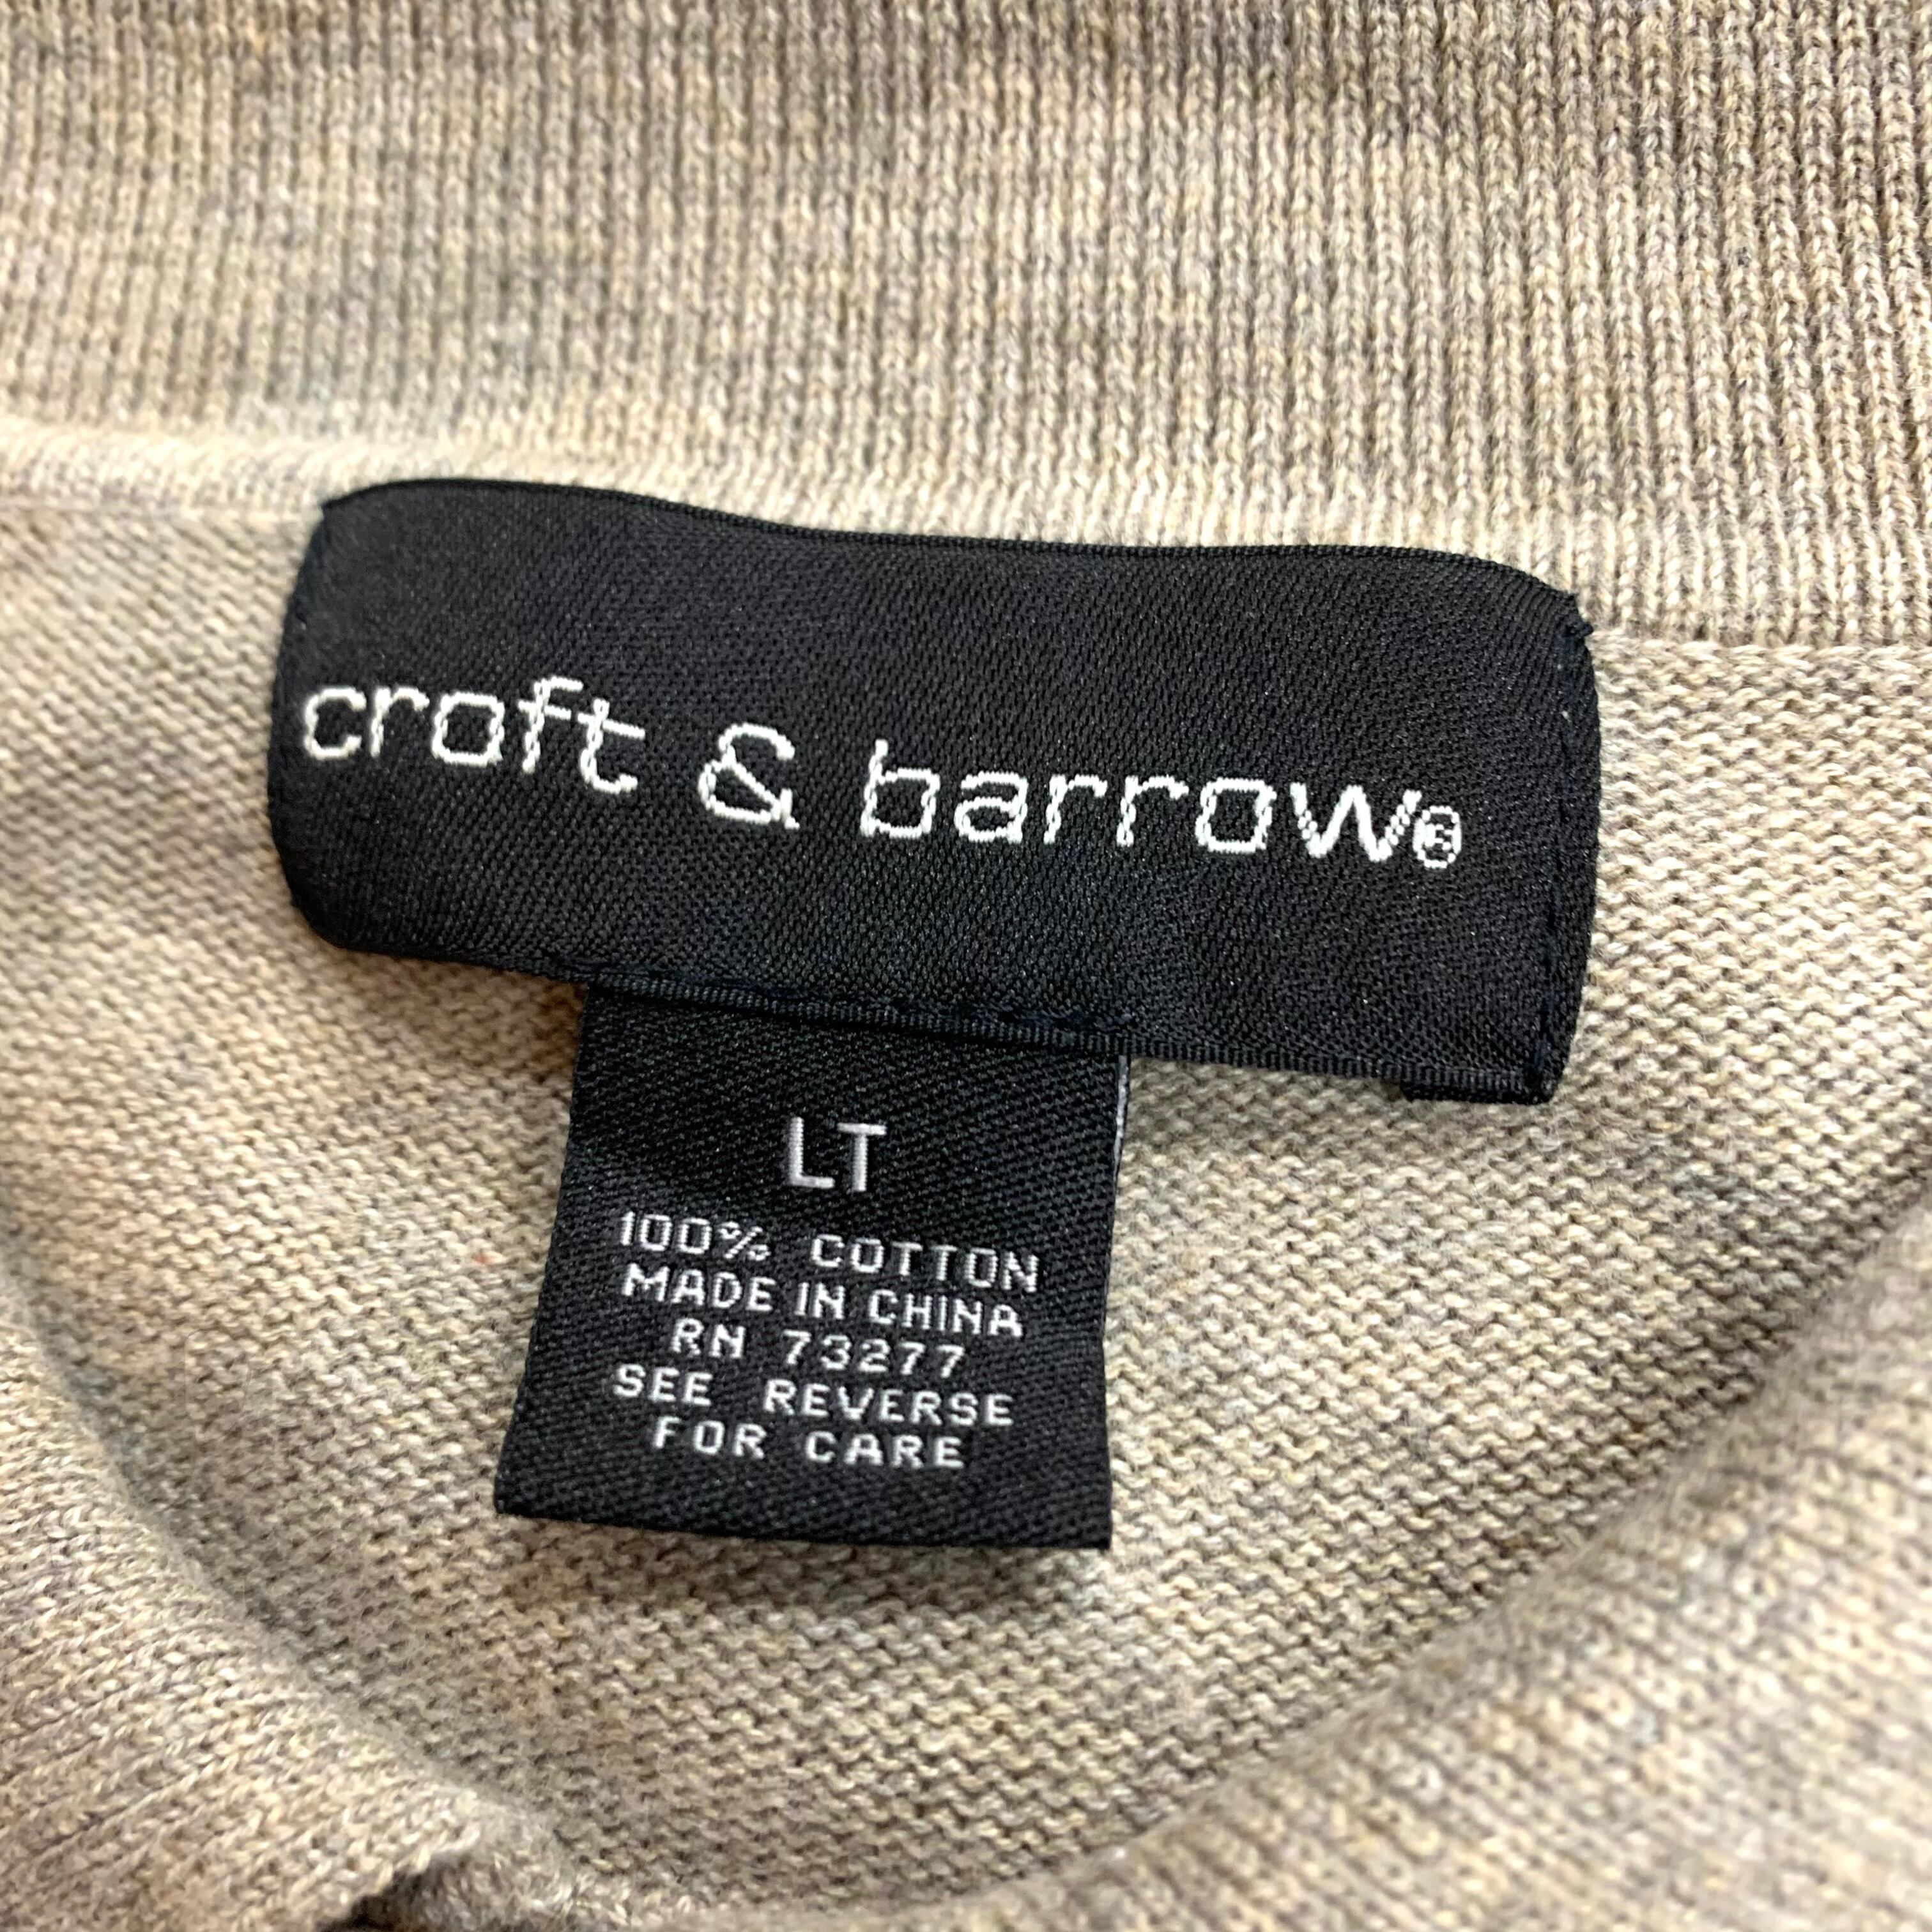 croft & barrow®
LT
100% COTTON
MADE IN CHINA
RN 73277
SEE REVERSE
FOR CARE